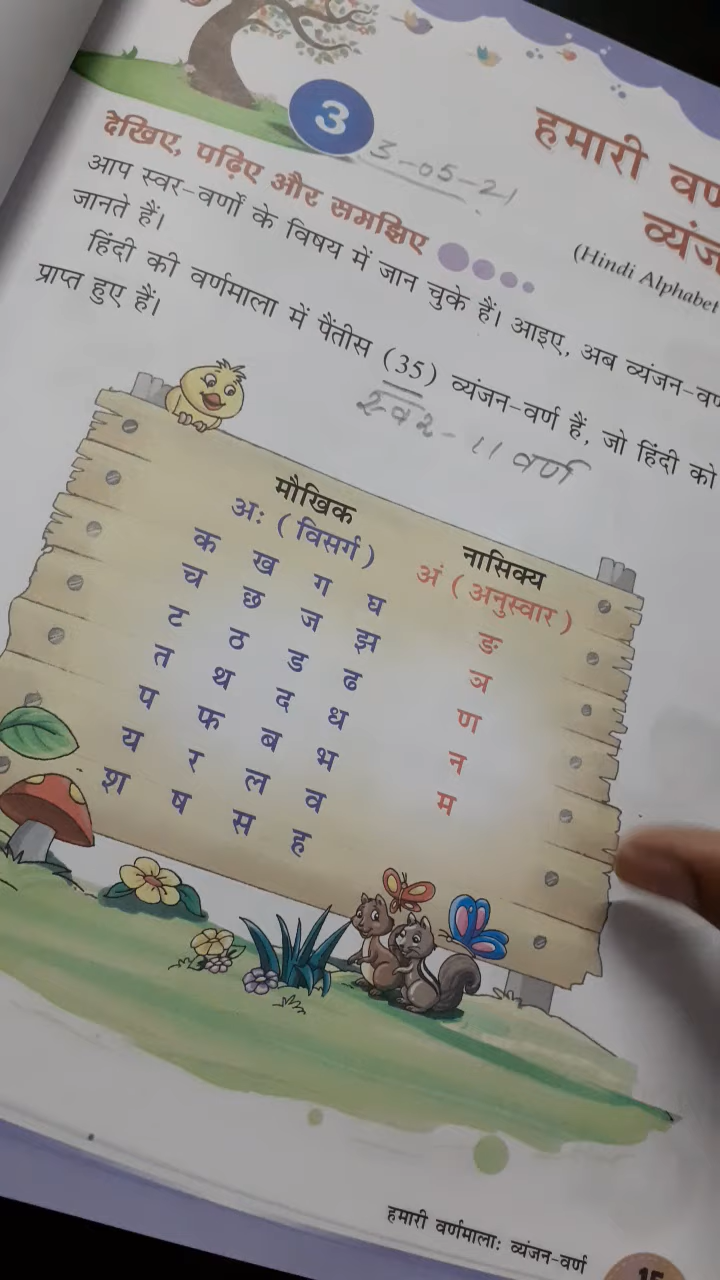 3
3-05-21
हमारी
(Hindi Alphabet
देखिए, पढ़िए और समझिए
आप स्वर-वर्णों के विषय में जान चुके हैं। आइए, अब व्यंजन-वर्
जानते हैं।
हिंदी की वर्णमाला में पैंतीस (35) व्यंजन-वर्ण हैं, जो हिंदी को
प्राप्त हुए हैं।
स्वर - 11 वर्ण
मौखिक नासिक्य
अः (विसर्ग) अं (अनुस्वार)
क ख ग घ ङ
च छ ज झ ञ
ट ठ ड ढ ण
त थ द ध न
प फ ब भ म
य र ल व
श ष स ह
हमारी वर्णमाला: व्यंजन-वर्ण
15